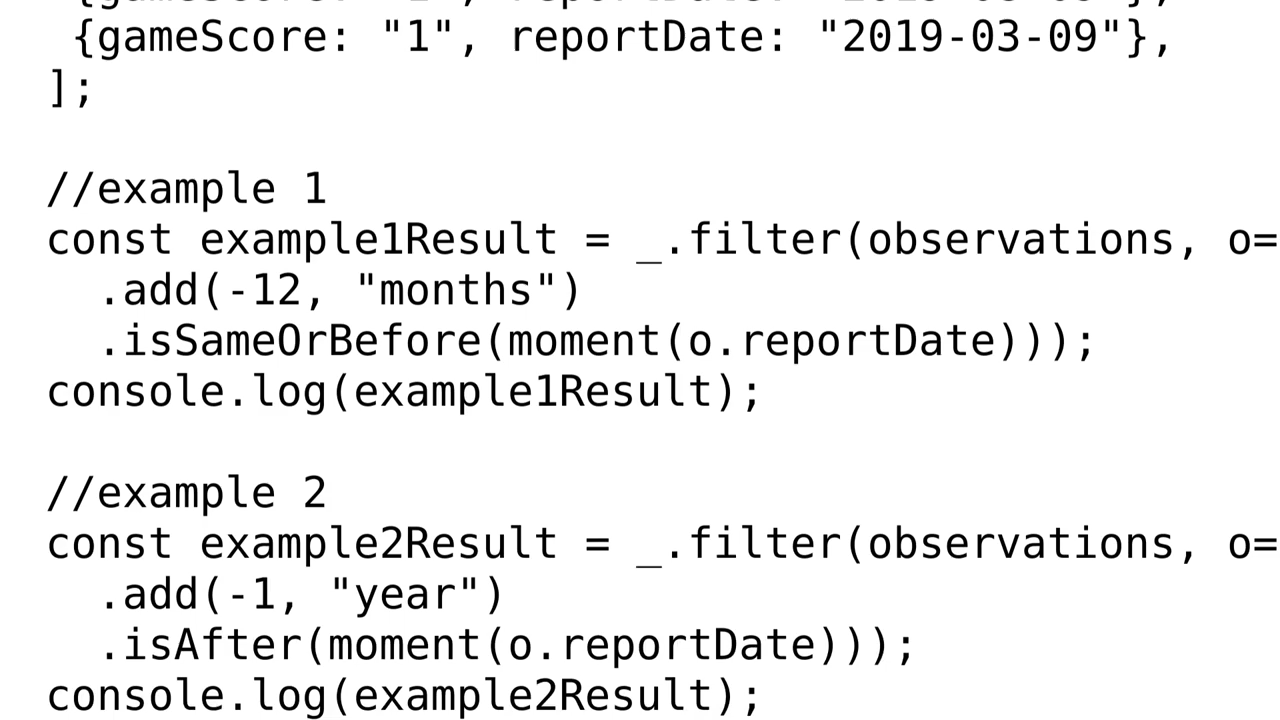 {gameScore: "1", reportDate: "2019-03-09"},
];
//example 1
const example1Result = _.filter(observations, o=
.add(-12, "months")
.isSameOrBefore(moment(o.reportDate)));
console.log(example1Result);
//example 2
const example2Result = _.filter(observations, o=
.add(-1, "year")
.isAfter(moment(o.reportDate)));
console.log(example2Result);